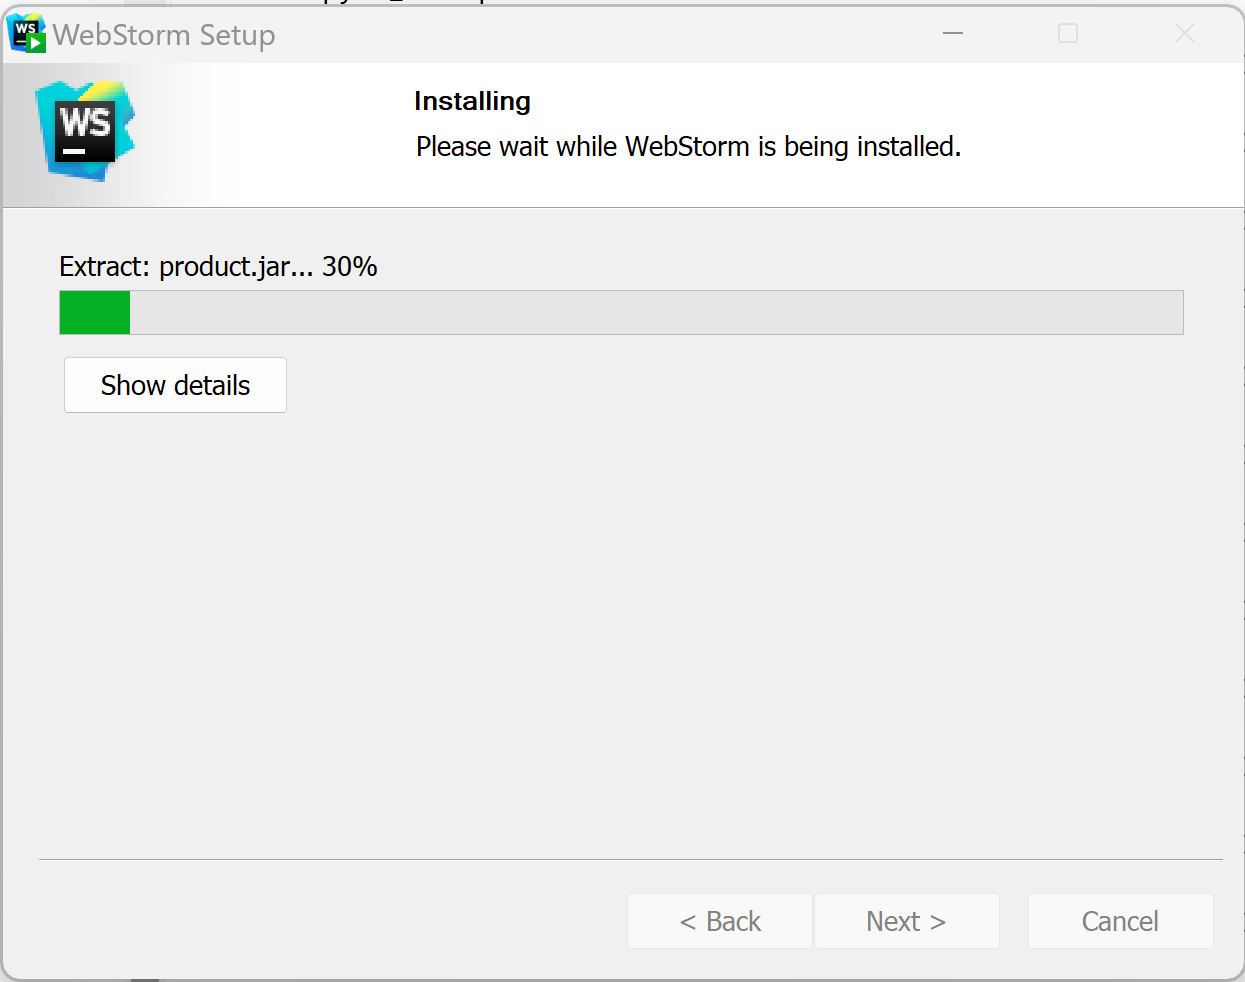 WS
WebStorm Setup
WS
Installing
Please wait while WebStorm is being installed.
Extract: product.jar... 30%
Show details
< Back
Next >
Cancel